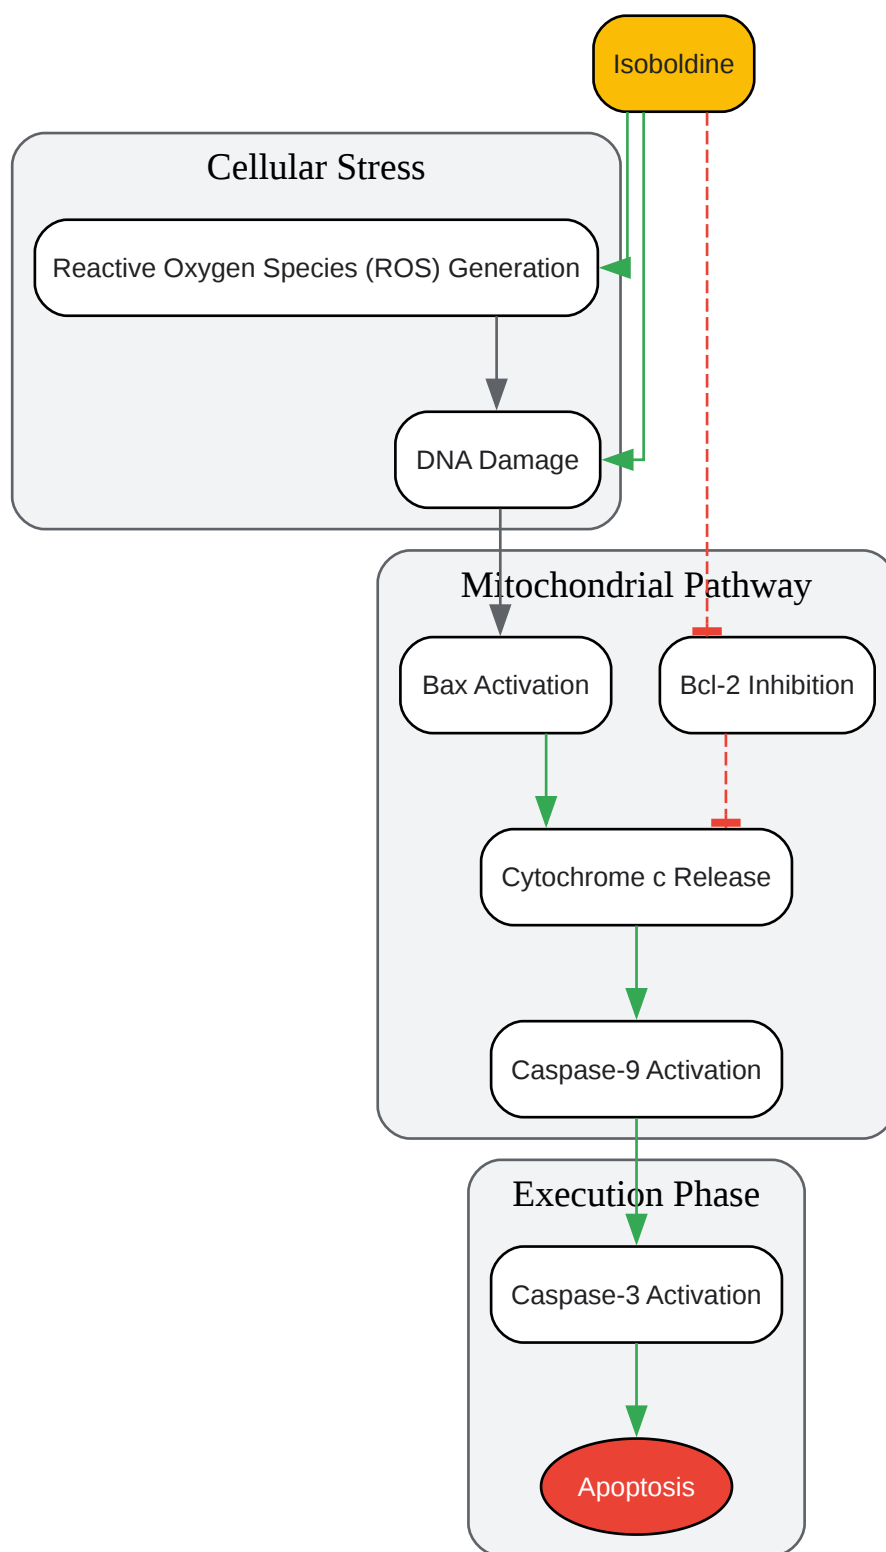 Isoboldine
Cellular Stress
Reactive Oxygen Species (ROS) Generation
DNA Damage
Mitochondrial Pathway
Bax Activation
Bcl-2 Inhibition
Cytochrome c Release
Caspase-9 Activation
Execution Phase
Caspase-3 Activation
Apoptosis